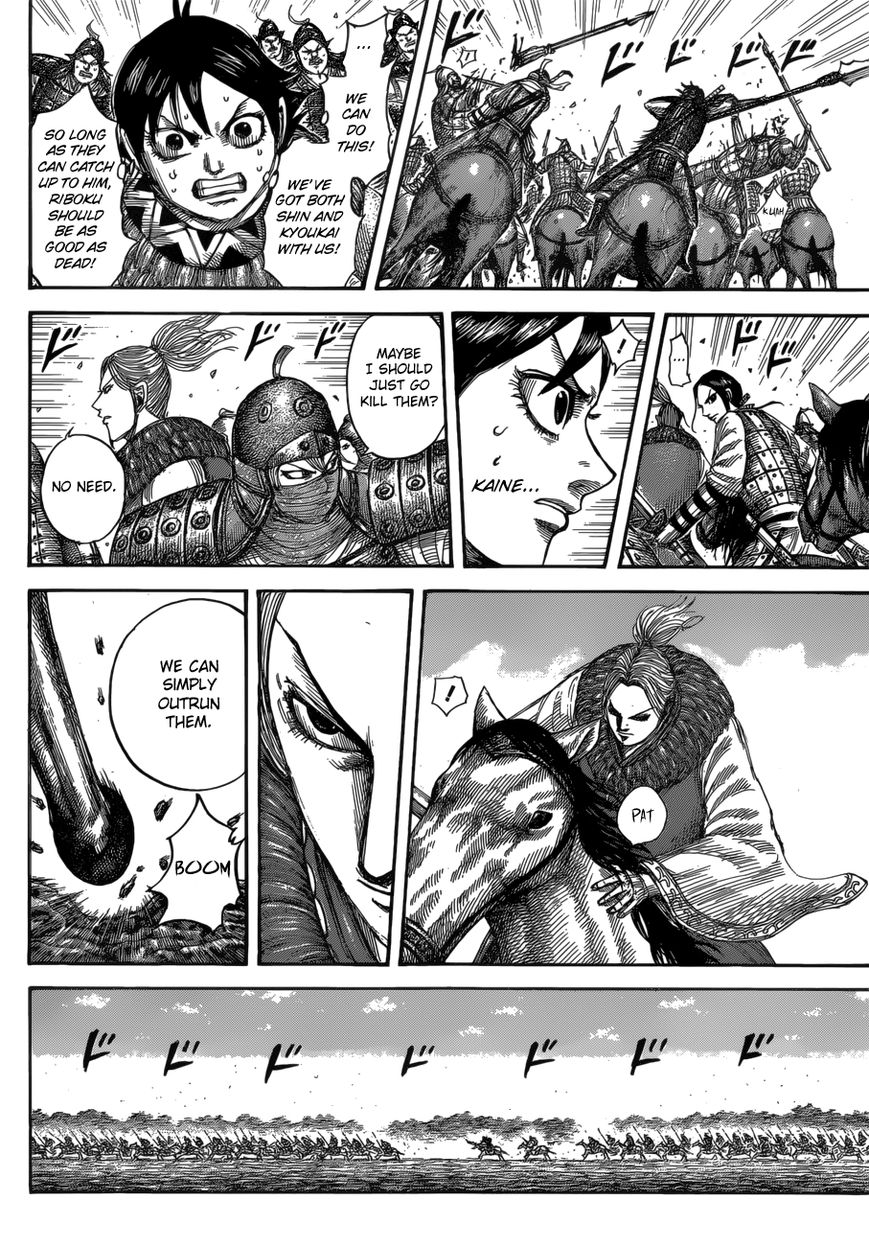 ド
ド
ド
ド
KLAH
...
WE
CAN
DO
THIS!
WE'VE
GOT BOTH
SHIN AND
KYOUKAI
WITH US!
SO LONG
AS THEY
CAN CATCH
UP TO HIM,
RIBOKU
SHOULD
BE AS
GOOD AS
DEAD!
ド
ド
...
!
KAINE...
ド
ド
MAYBE
I SHOULD
JUST GO
KILL THEM?
NO NEED.
!
PAT
WE CAN
SIMPLY
OUTRUN
THEM.
BOOM
ド
ド
ド
ド
ド
ド
ド